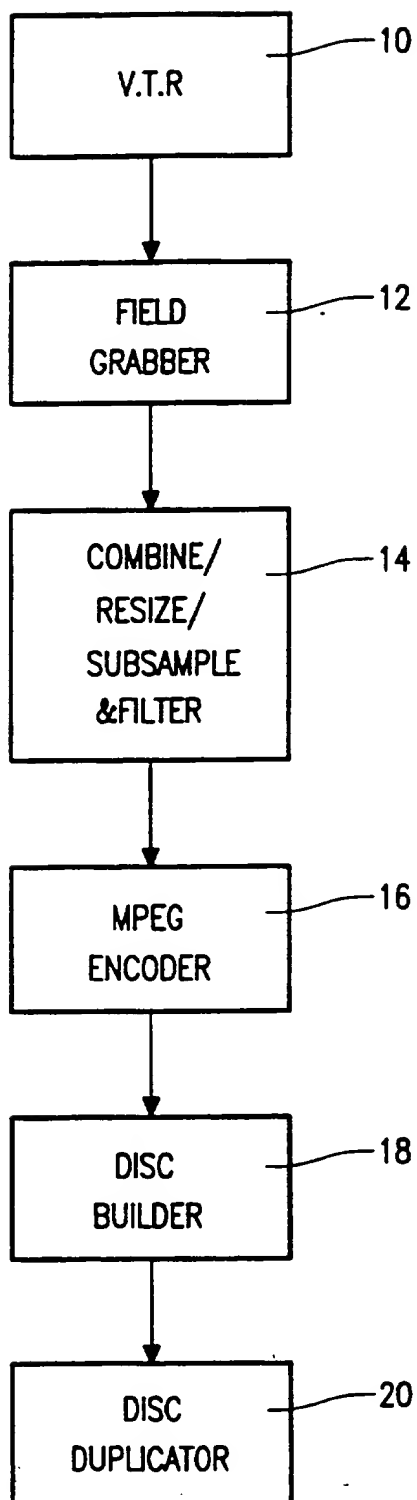 V.T.R
10
FIELD
GRABBER
12
COMBINE/
RESIZE/
SUBSAMPLE
&FILTER
14
MPEG
ENCODER
16
DISC
BUILDER
18
DISC
DUPLICATOR
20